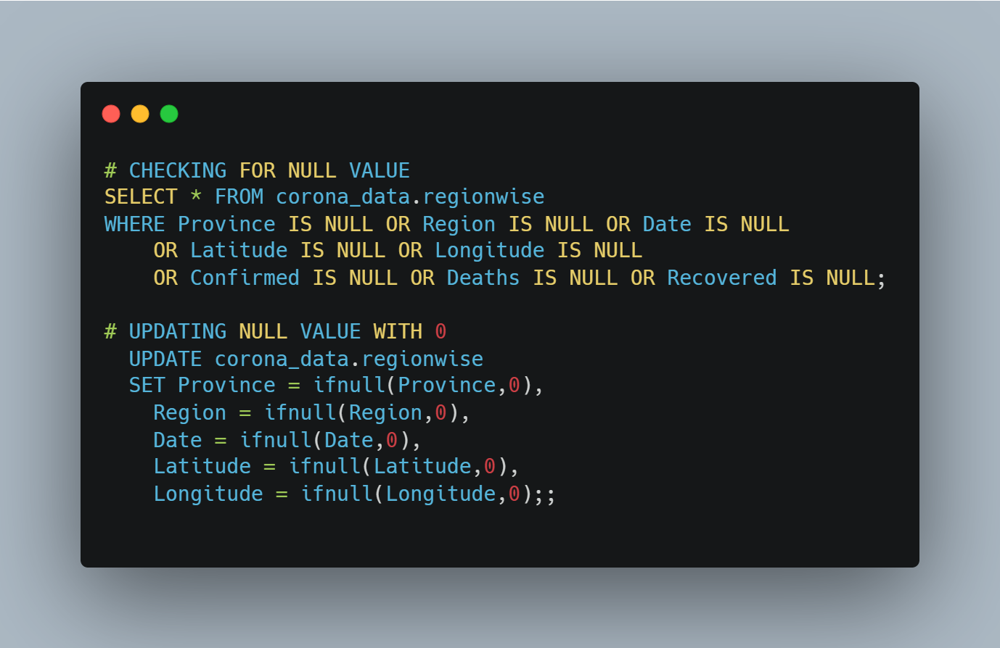 # CHECKING FOR NULL VALUE
SELECT * FROM corona_data.regionwise
WHERE Province IS NULL OR Region IS NULL OR Date IS NULL
    OR Latitude IS NULL OR Longitude IS NULL
    OR Confirmed IS NULL OR Deaths IS NULL OR Recovered IS NULL;

# UPDATING NULL VALUE WITH 0
  UPDATE corona_data.regionwise
  SET Province = ifnull(Province,0),
    Region = ifnull(Region,0),
    Date = ifnull(Date,0),
    Latitude = ifnull(Latitude,0),
    Longitude = ifnull(Longitude,0);;